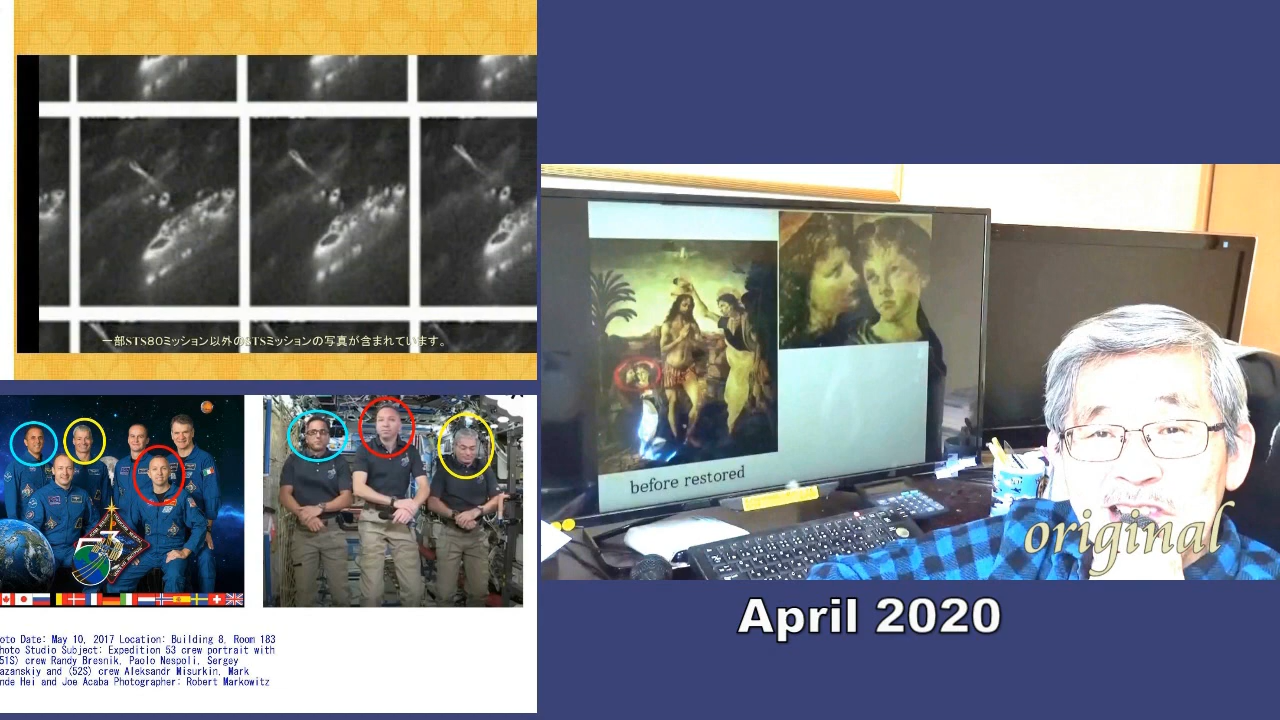 一部STS80ミッション以外のSTSミッションの写真が含まれています。
53
oto Date: May 10, 2017 Location: Building 8, Room 183
hoto Studio Subject: Expedition 53 crew portrait with
51S) crew Randy Bresnik, Paolo Nespoli, Sergey
azanskiy and (52S) crew Aleksandr Misurkin, Mark
nde Hei and Joe Acaba Photographer: Robert Markowitz
before restored
original
April 2020